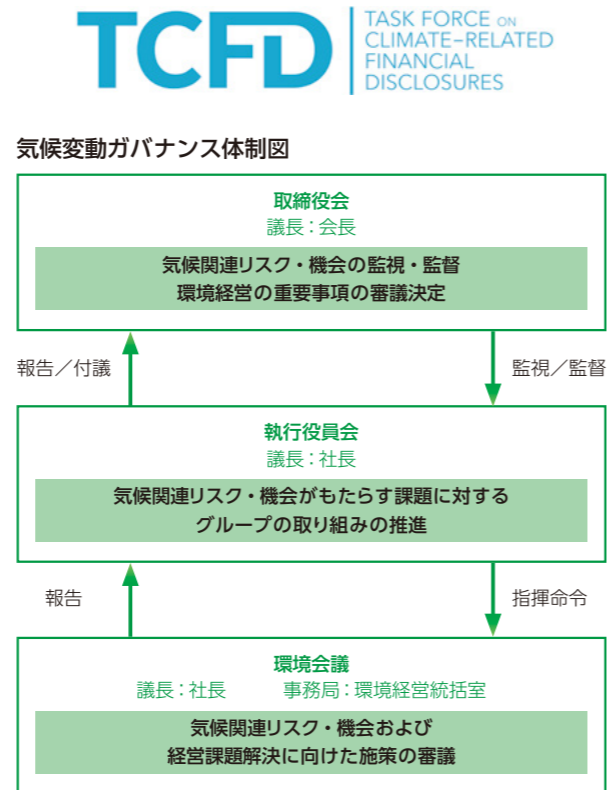 TCFD
TASK FORCE ON
CLIMATE-RELATED
FINANCIAL
DISCLOSURES
気候変動ガバナンス体制図
取締役会
議長：会長
気候関連リスク・機会の監視・監督
環境経営の重要事項の審議決定
報告／付議
監視／監督
執行役員会
議長：社長
気候関連リスク・機会がもたらす課題に対する
グループの取り組みの推進
報告
指揮命令
環境会議
議長：社長 事務局：環境経営統括室
気候関連リスク・機会および
経営課題解決に向けた施策の審議